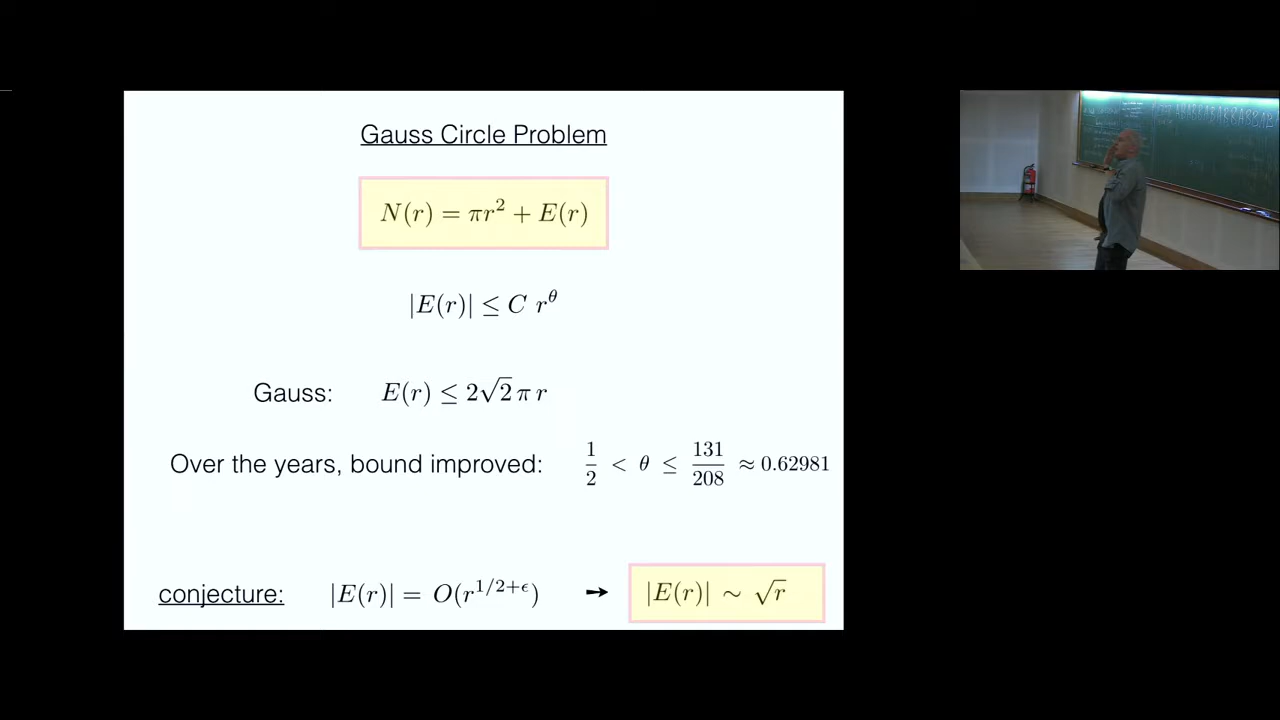 Gauss Circle Problem
N(r) = πr² + E(r)
|E(r)| ≤ C r^θ
Gauss: E(r) ≤ 2√2 π r
Over the years, bound improved: 1/2 < θ ≤ 131/208 ≈ 0.62981
conjecture: |E(r)| = O(r^{1/2+ϵ}) → |E(r)| ∼ √r